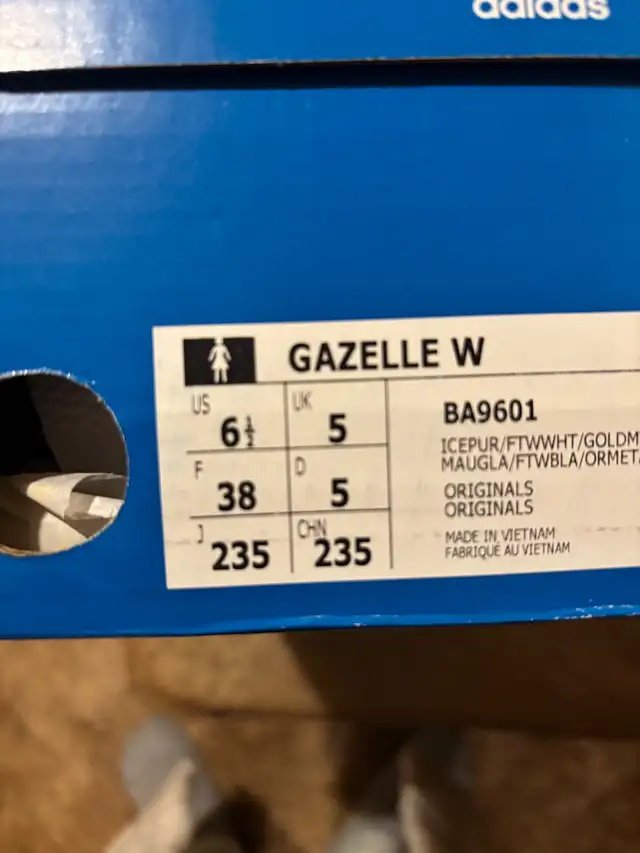 adidas
GAZELLE W
US 6½ UK 5
F 38 D 5
J 235 CHN 235
BA9601
ICEPUR/FTWWHT/GOLDM
MAUGLA/FTWBLA/ORMETA
ORIGINALS
ORIGINALS
MADE IN VIETNAM
FABRIQUÉ AU VIETNAM